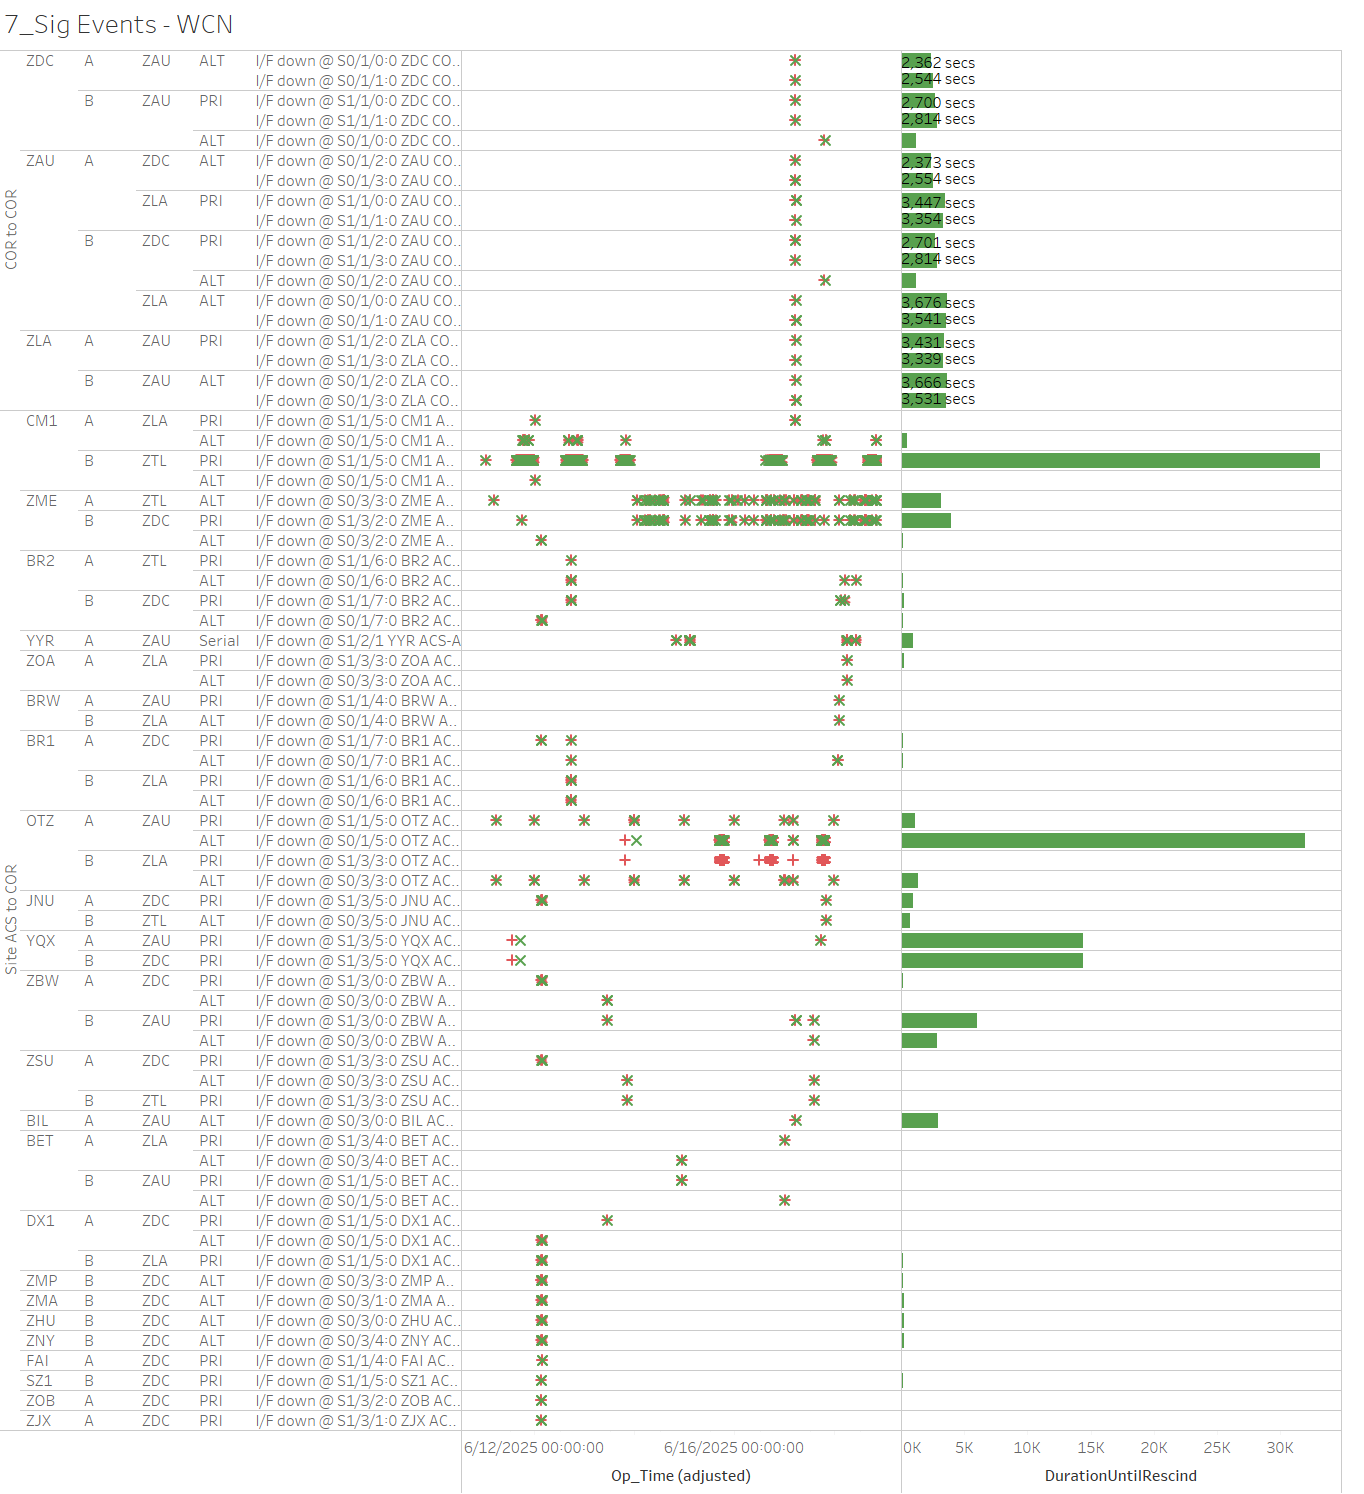 7_Sig Events - WCN
COR to COR
ZDC A ZAU ALT I/F down @ S0/1/0:0 ZDC CO.. 2,362 secs
I/F down @ S0/1/1:0 ZDC CO.. 2,544 secs
B ZAU PRI I/F down @ S1/1/0:0 ZDC CO.. 2,700 secs
I/F down @ S1/1/1:0 ZDC CO.. 2,814 secs
ALT I/F down @ S0/1/0:0 ZDC CO..
ZAU A ZDC ALT I/F down @ S0/1/2:0 ZAU CO.. 2,373 secs
I/F down @ S0/1/3:0 ZAU CO.. 2,554 secs
ZLA PRI I/F down @ S1/1/0:0 ZAU CO.. 3,447 secs
I/F down @ S1/1/1:0 ZAU CO.. 3,354 secs
B ZDC PRI I/F down @ S1/1/2:0 ZAU CO.. 2,701 secs
I/F down @ S1/1/3:0 ZAU CO.. 2,814 secs
ALT I/F down @ S0/1/2:0 ZAU CO..
ZLA ALT I/F down @ S0/1/0:0 ZAU CO.. 3,676 secs
I/F down @ S0/1/1:0 ZAU CO.. 3,541 secs
ZLA A ZAU PRI I/F down @ S1/1/2:0 ZLA CO.. 3,431 secs
I/F down @ S1/1/3:0 ZLA CO.. 3,339 secs
B ZAU ALT I/F down @ S0/1/2:0 ZLA CO.. 3,666 secs
I/F down @ S0/1/3:0 ZLA CO.. 3,531 secs
Site ACS to COR
CM1 A ZLA PRI I/F down @ S1/1/5:0 CM1 A..
ALT I/F down @ S0/1/5:0 CM1 A..
B ZTL PRI I/F down @ S1/1/5:0 CM1 A..
ALT I/F down @ S0/1/5:0 CM1 A..
ZME A ZTL ALT I/F down @ S0/3/3:0 ZME A..
B ZDC PRI I/F down @ S1/3/2:0 ZME A..
ALT I/F down @ S0/3/2:0 ZME A..
BR2 A ZTL PRI I/F down @ S1/1/6:0 BR2 AC..
ALT I/F down @ S0/1/6:0 BR2 AC..
B ZDC PRI I/F down @ S1/1/7:0 BR2 AC..
ALT I/F down @ S0/1/7:0 BR2 AC..
YYR A ZAU Serial I/F down @ S1/2/1 YYR ACS-A
ZOA A ZLA PRI I/F down @ S1/3/3:0 ZOA AC..
ALT I/F down @ S0/3/3:0 ZOA AC..
BRW A ZAU PRI I/F down @ S1/1/4:0 BRW A..
B ZLA ALT I/F down @ S0/1/4:0 BRW A..
BR1 A ZDC PRI I/F down @ S1/1/7:0 BR1 AC..
ALT I/F down @ S0/1/7:0 BR1 AC..
B ZLA PRI I/F down @ S1/1/6:0 BR1 AC..
ALT I/F down @ S0/1/6:0 BR1 AC..
OTZ A ZAU PRI I/F down @ S1/1/5:0 OTZ AC..
ALT I/F down @ S0/1/5:0 OTZ AC..
B ZLA PRI I/F down @ S1/3/3:0 OTZ AC..
ALT I/F down @ S0/3/3:0 OTZ AC..
JNU A ZDC PRI I/F down @ S1/3/5:0 JNU AC..
B ZTL ALT I/F down @ S0/3/5:0 JNU AC..
YQX A ZAU PRI I/F down @ S1/3/5:0 YQX AC..
B ZDC PRI I/F down @ S1/3/5:0 YQX AC..
ZBW A ZDC PRI I/F down @ S1/3/0:0 ZBW A..
ALT I/F down @ S0/3/0:0 ZBW A..
B ZAU PRI I/F down @ S1/3/0:0 ZBW A..
ALT I/F down @ S0/3/0:0 ZBW A..
ZSU A ZDC PRI I/F down @ S1/3/3:0 ZSU AC..
ALT I/F down @ S0/3/3:0 ZSU AC..
B ZTL PRI I/F down @ S1/3/3:0 ZSU AC..
BIL A ZAU ALT I/F down @ S0/3/0:0 BIL AC..
BET A ZLA PRI I/F down @ S1/3/4:0 BET AC..
ALT I/F down @ S0/3/4:0 BET AC..
B ZAU PRI I/F down @ S1/1/5:0 BET AC..
ALT I/F down @ S0/1/5:0 BET AC..
DX1 A ZDC PRI I/F down @ S1/1/5:0 DX1 AC..
ALT I/F down @ S0/1/5:0 DX1 AC..
B ZLA PRI I/F down @ S1/1/5:0 DX1 AC..
ZMP B ZDC ALT I/F down @ S0/3/3:0 ZMP A..
ZMA B ZDC ALT I/F down @ S0/3/1:0 ZMA A..
ZHU B ZDC ALT I/F down @ S0/3/0:0 ZHU AC..
ZNY B ZDC ALT I/F down @ S0/3/4:0 ZNY AC..
FAI A ZDC PRI I/F down @ S1/1/4:0 FAI AC..
SZ1 B ZDC PRI I/F down @ S1/1/5:0 SZ1 AC..
ZOB A ZDC PRI I/F down @ S1/3/2:0 ZOB AC..
ZJX A ZDC PRI I/F down @ S1/3/1:0 ZJX AC..
6/12/2025 00:00:00 6/16/2025 00:00:00 0K 5K 10K 15K 20K 25K 30K
Op_Time (adjusted) DurationUntilRescind